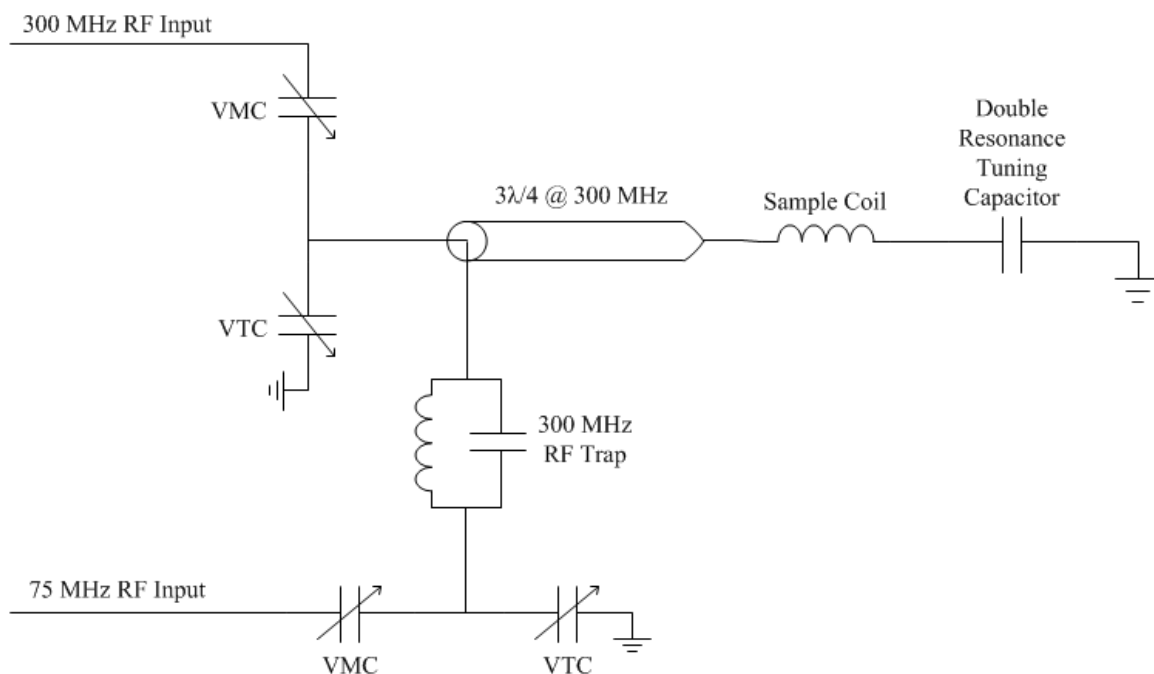 300 MHz RF Input
VMC
Double
Resonance
Tuning
Capacitor
3λ/4 @ 300 MHz
Sample Coil
VTC
300 MHz
RF Trap
75 MHz RF Input
VMC
VTC